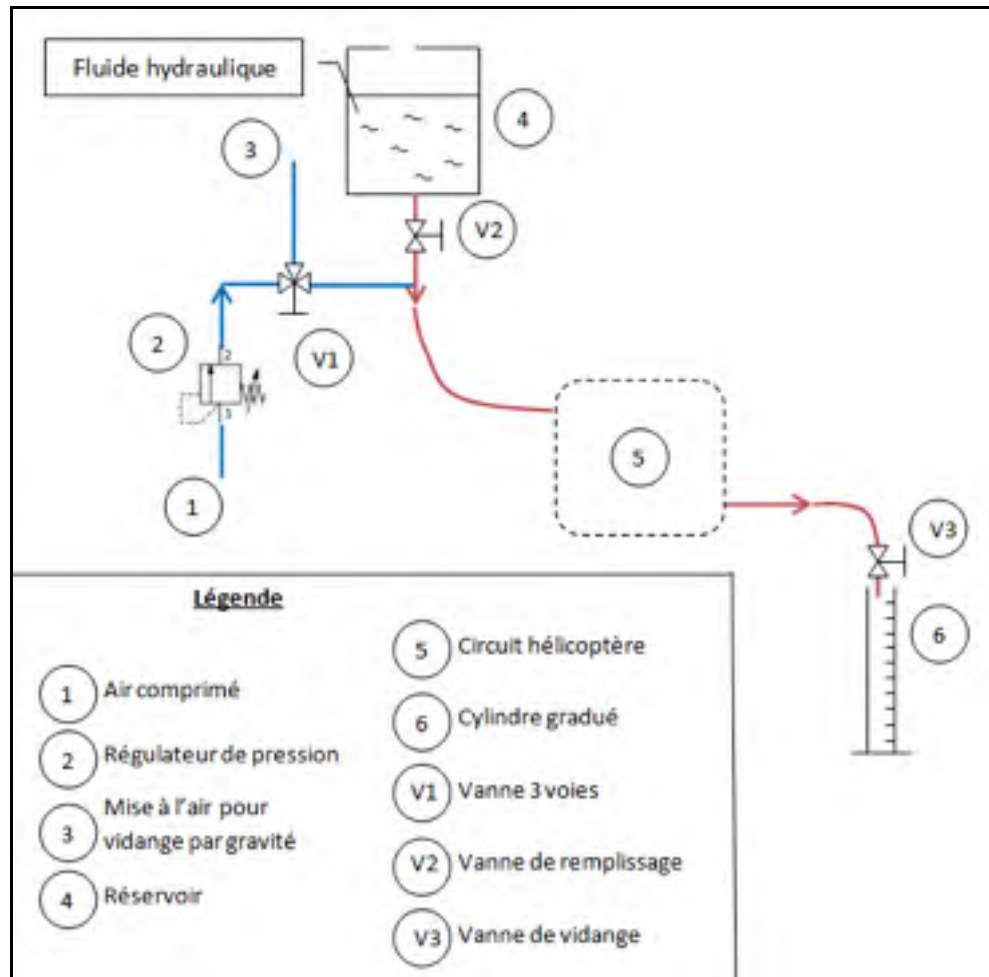 Fluide hydraulique
4
3
V2
2
V1
2
1
5
1
V3
6
Légende
1 Air comprimé
2 Régulateur de pression
3 Mise à l'air pour
vidange par gravité
4 Réservoir
5 Circuit hélicoptère
6 Cylindre gradué
V1 Vanne 3 voies
V2 Vanne de remplissage
V3 Vanne de vidange